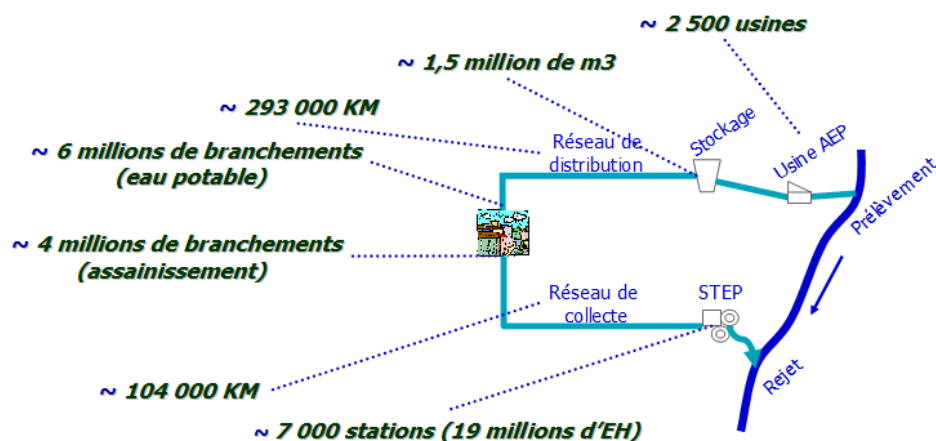 ~ 2 500 usines
~ 1,5 million de m3
~ 293 000 KM
Stockage
Usine AEP
Réseau de
distribution
~ 6 millions de branchements
(eau potable)
Prélèvement
~ 4 millions de branchements
(assainissement)
Réseau de
collecte
STEP
Rejet
~ 104 000 KM
~ 7 000 stations (19 millions d'EH)